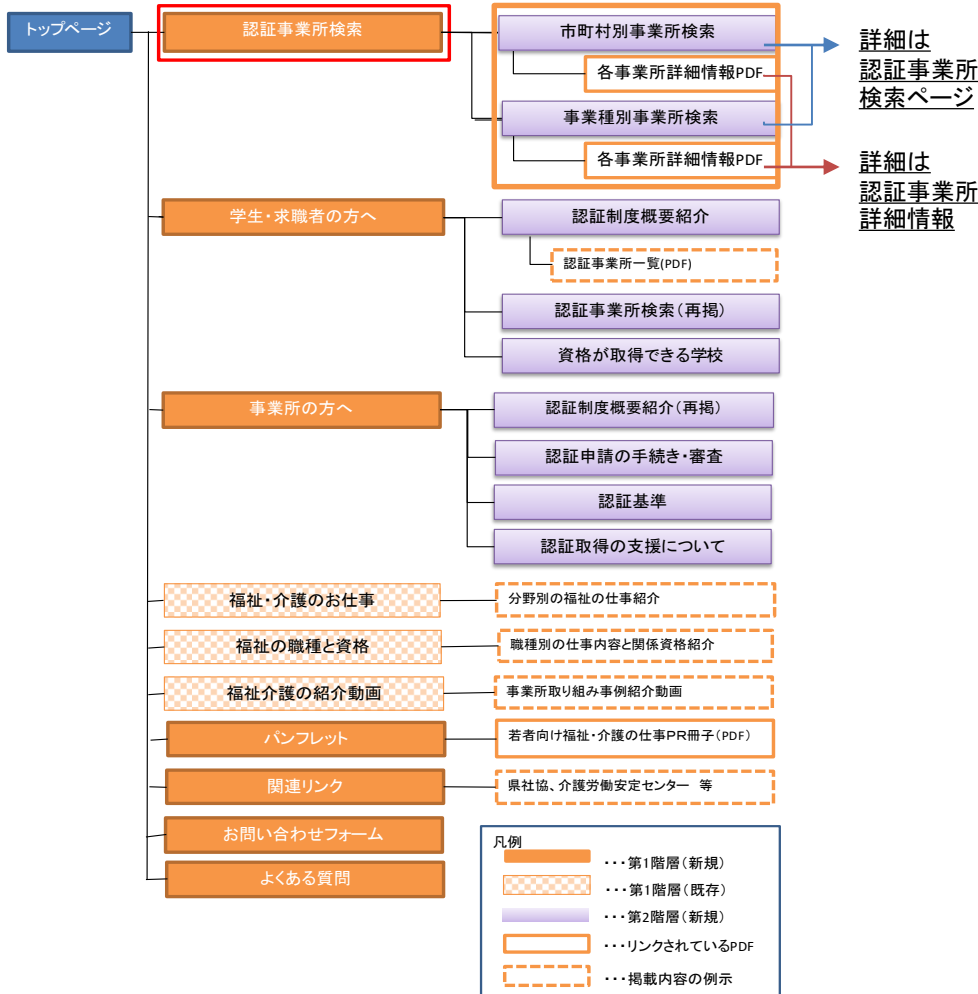 トップページ
認証事業所検索
市町村別事業所検索
各事業所詳細情報PDF
事業種別事業所検索
各事業所詳細情報PDF
詳細は
認証事業所
検索ページ
詳細は
認証事業所
詳細情報
学生・求職者の方へ
認証制度概要紹介
認証事業所一覧(PDF)
認証事業所検索(再掲)
資格が取得できる学校
事業所の方へ
認証制度概要紹介(再掲)
認証申請の手続き・審査
認証基準
認証取得の支援について
福祉・介護のお仕事
分野別の福祉の仕事紹介
福祉の職種と資格
職種別の仕事内容と関係資格紹介
福祉介護の紹介動画
事業所取り組み事例紹介動画
パンフレット
若者向け福祉・介護の仕事PR冊子(PDF)
関連リンク
県社協、介護労働安定センター 等
お問い合わせフォーム
よくある質問
凡例
・・・第1階層(新規)
・・・第1階層(既存)
・・・第2階層(新規)
・・・リンクされているPDF
・・・掲載内容の例示